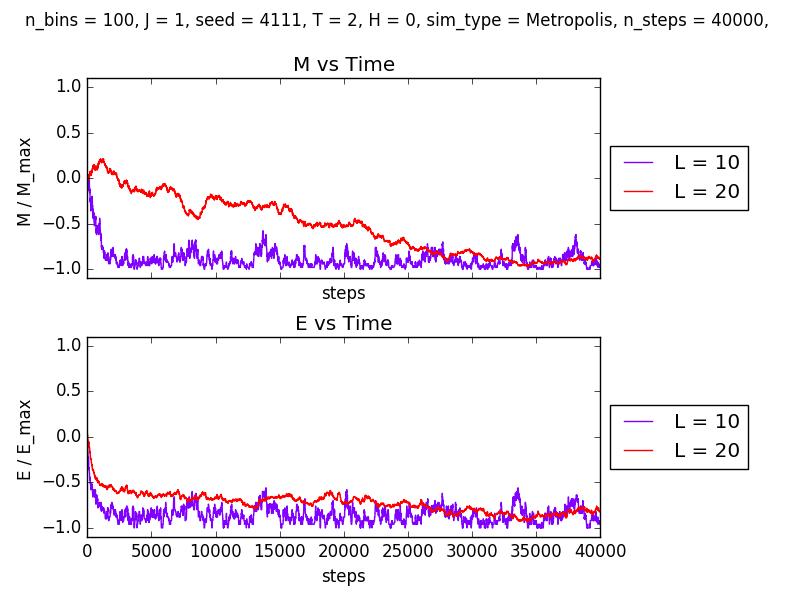 n_bins = 100, J = 1, seed = 4111, T = 2, H = 0, sim_type = Metropolis, n_steps = 40000,
M vs Time
M / M_max
1.0
0.5
0.0
−0.5
−1.0
steps
L = 10
L = 20
E vs Time
E / E_max
1.0
0.5
0.0
−0.5
−1.0
0 5000 10000 15000 20000 25000 30000 35000 40000
steps
L = 10
L = 20